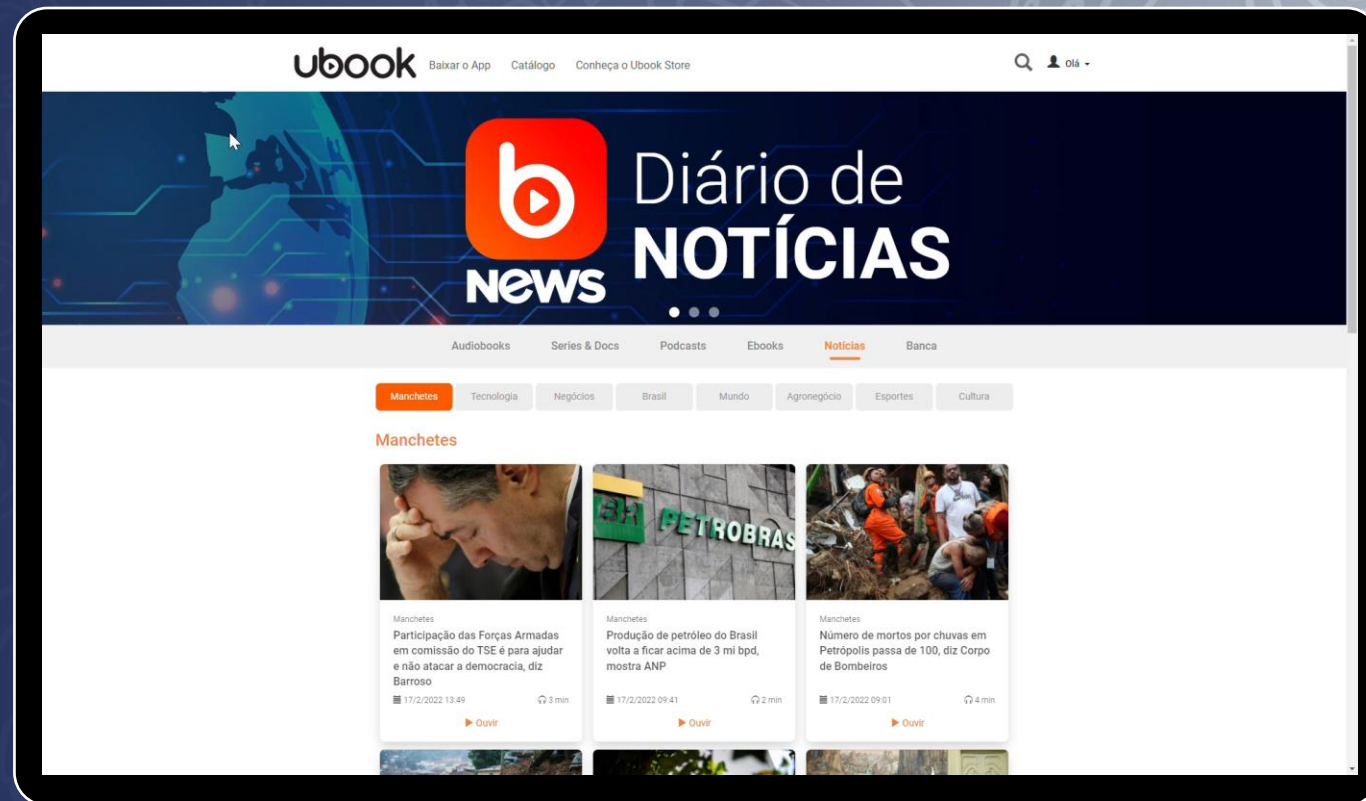 ubook Baixar o App Catálogo Conheça o Ubook Store Olá
b
NEWS
Diário de
NOTÍCIAS
Audiobooks Series & Docs Podcasts Ebooks Notícias Banca
Manchetes Tecnologia Negócios Brasil Mundo Agronegócio Esportes Cultura
Manchetes
BR PETROBRAS
Manchetes
Participação das Forças Armadas
em comissão do TSE é para ajudar
e não atacar a democracia, diz
Barroso
17/2/2022 13:49 3 min
Ouvir
Manchetes
Produção de petróleo do Brasil
volta a ficar acima de 3 mi bpd,
mostra ANP
17/2/2022 09:41 2 min
Ouvir
Manchetes
Número de mortos por chuvas em
Petrópolis passa de 100, diz Corpo
de Bombeiros
17/2/2022 09:01 4 min
Ouvir